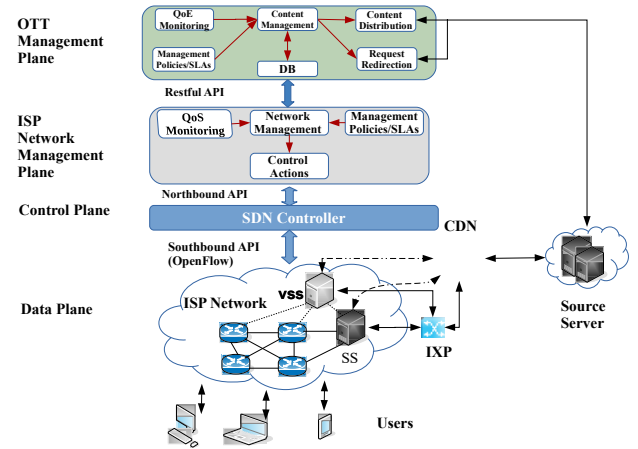 OTT
Management
Plane
QoE
Monitoring
Content
Management
Content
Distribution
Management
Policies/SLAs
DB
Request
Redirection
Restful API
ISP
Network
Management
Plane
QoS
Monitoring
Network
Management
Management
Policies/SLAs
Control
Actions
Northbound API
Control Plane
SDN Controller
CDN
Southbound API
(OpenFlow)
Data Plane
ISP Network
vss
SS
IXP
Source
Server
Users